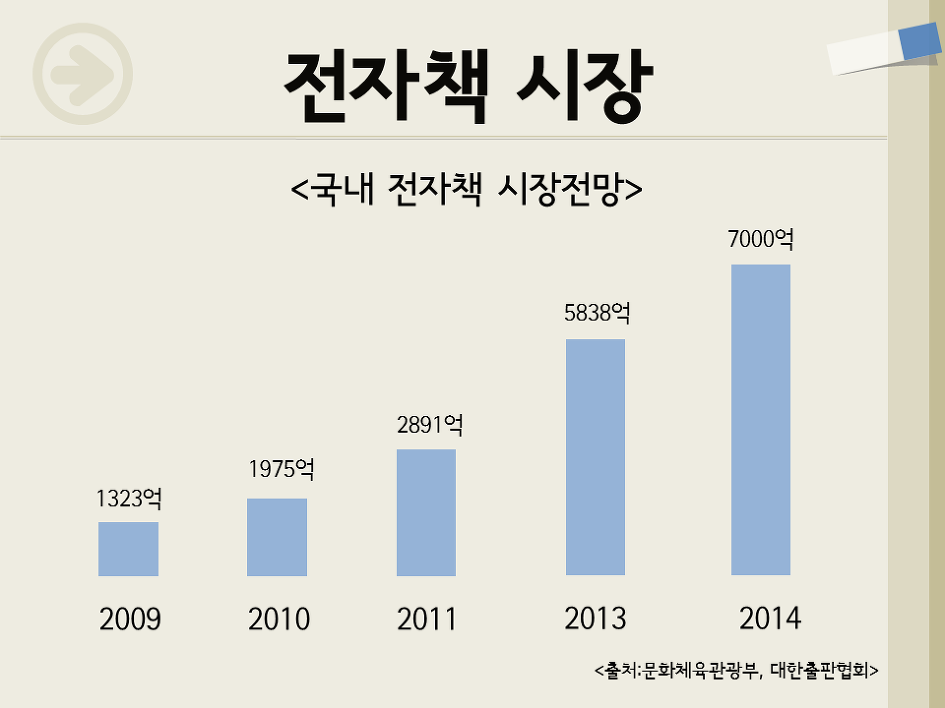 전자책 시장
<국내 전자책 시장전망>
7000억
5838억
2891억
1975억
1323억
2009 2010 2011 2013 2014
<출처:문화체육관광부, 대한출판협회>